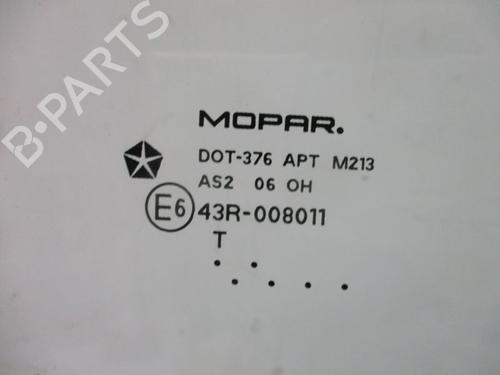 B-PARTS
MOPAR.
DOT-376 APT M213
AS2 06 OH
E6 43R-008011
T